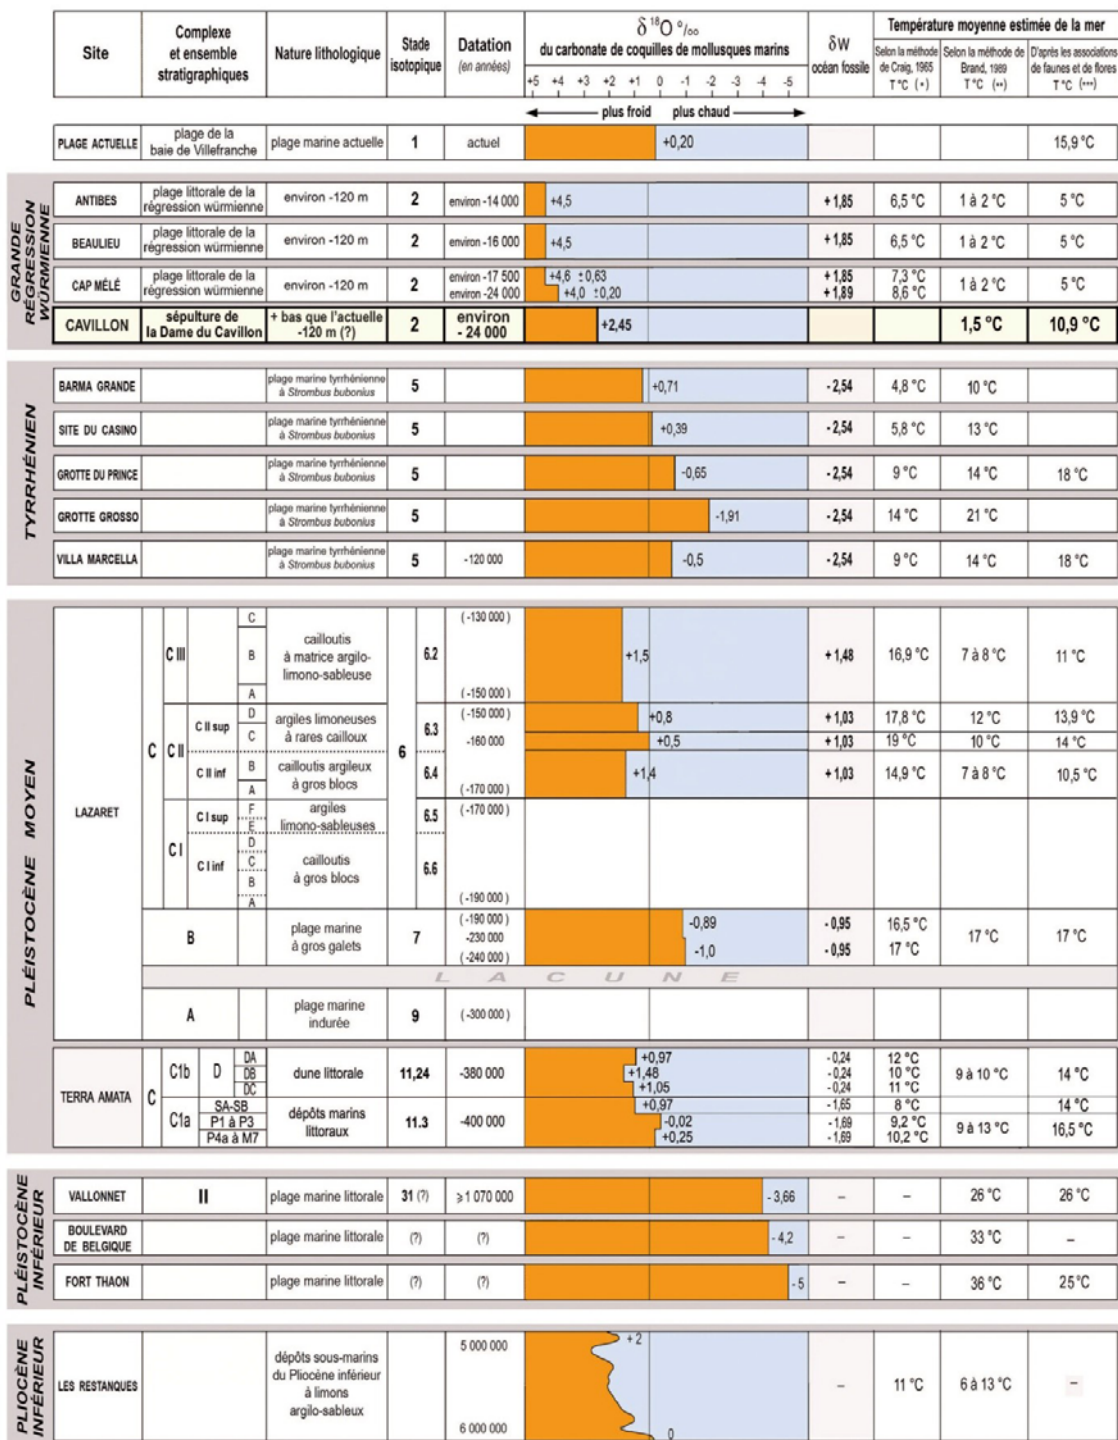 Site
Complexe
et ensemble
stratigraphiques
Nature lithologique
Stade
isotopique
Datation
(en années)
δ ¹⁸O °/₀₀
du carbonate de coquilles de mollusques marins
+5 +4 +3 +2 +1 0 -1 -2 -3 -4 -5
δW
océan fossile
Température moyenne estimée de la mer
Selon la méthode
de Craig, 1965
T °C (*)
Selon la méthode de
Brand, 1989
T °C (**)
D'après les associations
de faunes et de flores
T °C (***)
plus froid plus chaud
PLAGE ACTUELLE
plage de la
baie de Villefranche
plage marine actuelle
1
actuel
+0,20
15,9 °C
GRANDE
RÉGRESSION
WÜRMIENNE
ANTIBES
plage littorale de la
régression würmienne
environ -120 m
2
environ -14 000
+4,5
+ 1,85
6,5 °C
1 à 2 °C
5 °C
BEAULIEU
plage littorale de la
régression würmienne
environ -120 m
2
environ -16 000
+4,5
+ 1,85
6,5 °C
1 à 2 °C
5 °C
CAP MÉLÉ
plage littorale de la
régression würmienne
environ -120 m
2
environ -17 500
environ -24 000
+4,6 ±0,63
+4,0 ±0,20
+ 1,85
+ 1,89
7,3 °C
8,6 °C
1 à 2 °C
5 °C
CAVILLON
sépulture de
la Dame du Cavillon
+ bas que l'actuelle
-120 m (?)
2
environ
- 24 000
+2,45
1,5 °C
10,9 °C
TYRRHÉNIEN
BARMA GRANDE
plage marine tyrrhénienne
à Strombus bubonius
5
+0,71
- 2,54
4,8 °C
10 °C
SITE DU CASINO
plage marine tyrrhénienne
à Strombus bubonius
5
+0,39
- 2,54
5,8 °C
13 °C
GROTTE DU PRINCE
plage marine tyrrhénienne
à Strombus bubonius
5
-0,65
- 2,54
9 °C
14 °C
18 °C
GROTTE GROSSO
plage marine tyrrhénienne
à Strombus bubonius
5
-1,91
- 2,54
14 °C
21 °C
VILLA MARCELLA
plage marine tyrrhénienne
à Strombus bubonius
5
-120 000
-0,5
- 2,54
9 °C
14 °C
18 °C
PLÉISTOCÈNE MOYEN
LAZARET
C
C III
C
B
A
cailloutis
à matrice argilo-
limono-sableuse
6
6.2
( -130 000 )
( -150 000 )
+1,5
+ 1,48
16,9 °C
7 à 8 °C
11 °C
C II
C II sup
D
C
argiles limoneuses
à rares cailloux
6.3
( -150 000 )
-160 000
+0,8
+0,5
+ 1,03
+ 1,03
17,8 °C
19 °C
12 °C
10 °C
13,9 °C
14 °C
C II inf
B
A
cailloutis argileux
à gros blocs
6.4
( -170 000 )
+1,4
+ 1,03
14,9 °C
7 à 8 °C
10,5 °C
C I
C I sup
F
E
argiles
limono-sableuses
6.5
( -170 000 )
C I inf
D
C
B
A
cailloutis
à gros blocs
6.6
(-190 000)
B
plage marine
à gros galets
7
(-190 000)
-230 000
(-240 000)
-0,89
-1,0
- 0,95
- 0,95
16,5 °C
17 °C
17 °C
17 °C
LACUNE
A
plage marine
indurée
9
(-300 000)
TERRA AMATA
C
C1b
D
DA
DB
DC
dune littorale
11,24
-380 000
+0,97
+1,48
+1,05
- 0,24
- 0,24
- 0,24
12 °C
10 °C
11 °C
9 à 10 °C
14 °C
C1a
SA-SB
P1 à P3
P4a à M7
dépôts marins
littoraux
11.3
-400 000
+0,97
-0,02
+0,25
- 1,65
- 1,69
- 1,69
8 °C
9,2 °C
10,2 °C
9 à 13 °C
14 °C
16,5 °C
PLÉISTOCÈNE
INFÉRIEUR
VALLONNET
II
plage marine littorale
31 (?)
⩾1 070 000
- 3,66
–
–
26 °C
26 °C
BOULEVARD
DE BELGIQUE
plage marine littorale
(?)
(?)
- 4,2
–
–
33 °C
–
FORT THAON
plage marine littorale
(?)
(?)
- 5
–
–
36 °C
25 °C
PLIOCÈNE
INFÉRIEUR
LES RESTANQUES
dépôts sous-marins
du Pliocène inférieur
à limons
argilo-sableux
5 000 000
6 000 000
+ 2
0
–
11 °C
6 à 13 °C
–